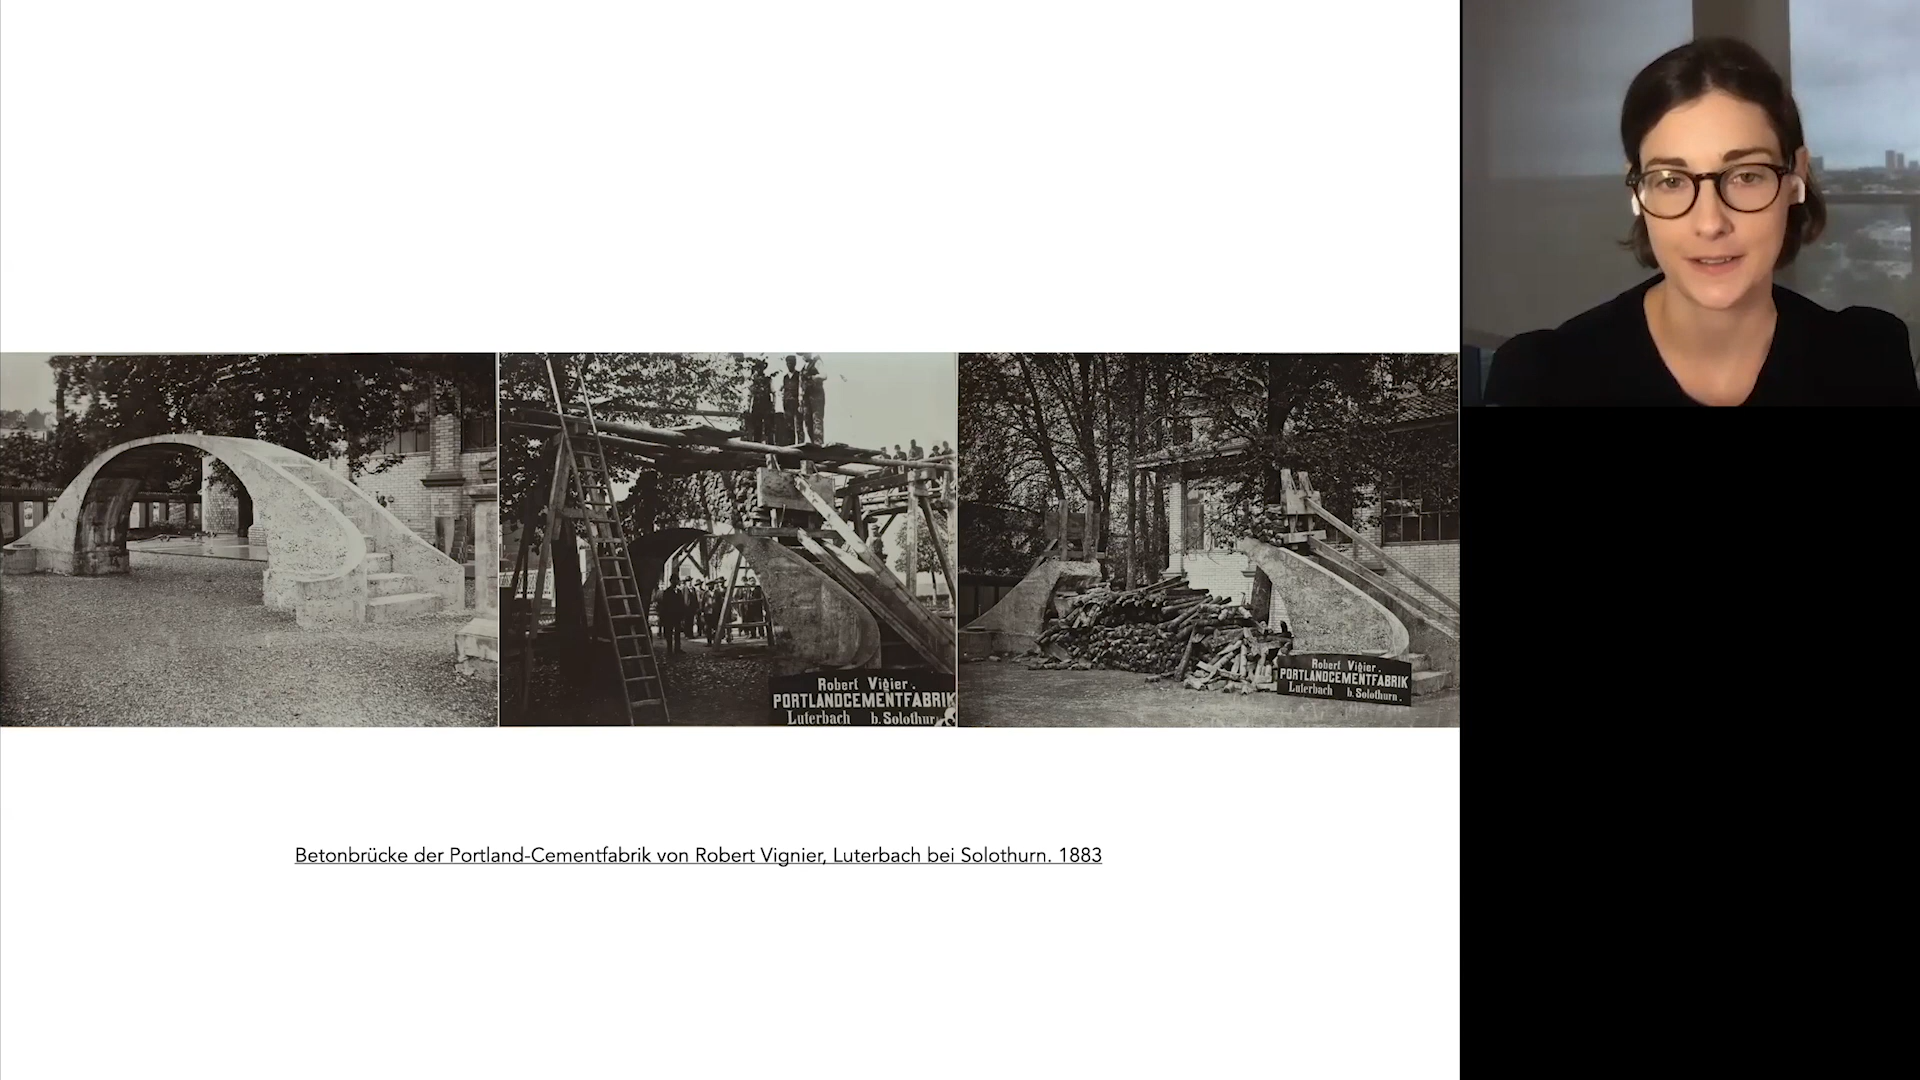 Robert Vigier.
PORTLANDCEMENTFABRIK
Luterbach b. Solothur
Robert Vigier.
PORTLANDCEMENTFABRIK
Luterbach b. Solothurn.
Betonbrücke der Portland-Cementfabrik von Robert Vignier, Luterbach bei Solothurn. 1883